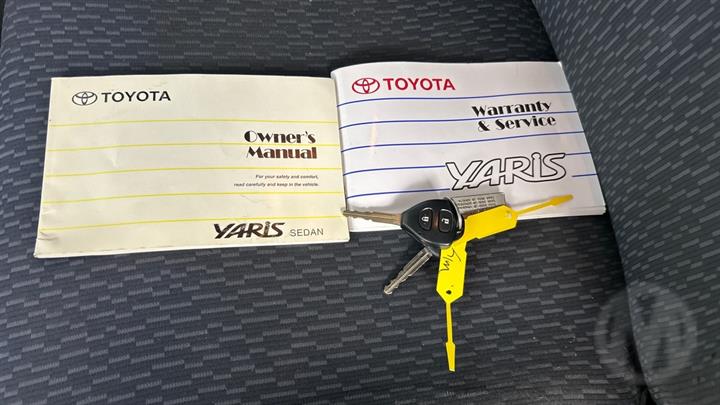 TOYOTA
Owner's
Manual
For your safety and comfort,
read carefully and keep in the vehicle.
YARIS SEDAN
TOYOTA
Warranty
& Service
YARIS